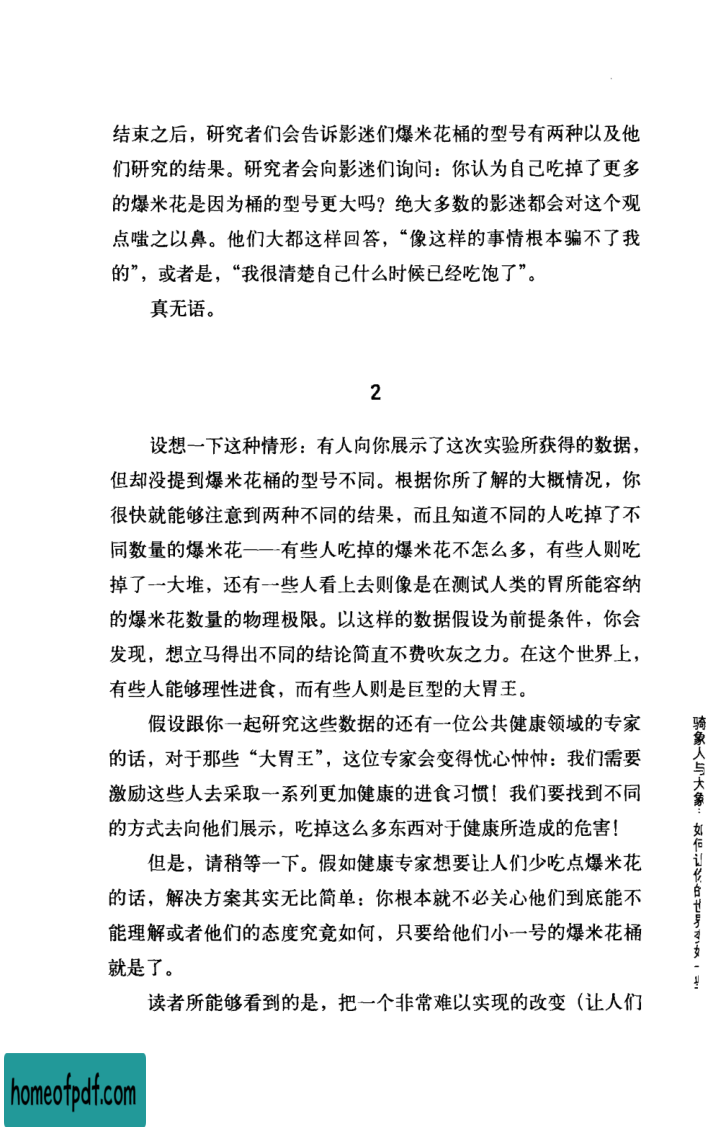 结束之后，研究者们会告诉影迷们爆米花桶的型号有两种以及他
们研究的结果。研究者会向影迷们询问：你认为自己吃掉了更多
的爆米花是因为桶的型号更大吗？绝大多数的影迷都会对这个观
点嗤之以鼻。他们大都这样回答，“像这样的事情根本骗不了我
的”，或者是，“我很清楚自己什么时候已经吃饱了”。
真无语。
2
设想一下这种情形：有人向你展示了这次实验所获得的数据，
但却没提到爆米花桶的型号不同。根据你所了解的大概情况，你
很快就能够注意到两种不同的结果，而且知道不同的人吃掉了不
同数量的爆米花——有些人吃掉的爆米花不怎么多，有些人则吃
掉了一大堆，还有一些人看上去则像是在测试人类的胃所能容纳
的爆米花数量的物理极限。以这样的数据假设为前提条件，你会
发现，想立马得出不同的结论简直不费吹灰之力。在这个世界上，
有些人能够理性进食，而有些人则是巨型的大胃王。
假设跟你一起研究这些数据的还有一位公共健康领域的专家
的话，对于那些“大胃王”，这位专家会变得忧心忡忡：我们需要
激励这些人去采取一系列更加健康的进食习惯！我们要找到不同
的方式去向他们展示，吃掉这么多东西对于健康所造成的危害！
但是，请稍等一下。假如健康专家想要让人们少吃点爆米花
的话，解决方案其实无比简单：你根本就不必关心他们到底能不
能理解或者他们的态度究竟如何，只要给他们小一号的爆米花桶
就是了。
读者所能够看到的是，把一个非常难以实现的改变（让人们
骑象人与大象：如何让你的世界变好一些
homeofpdf.com